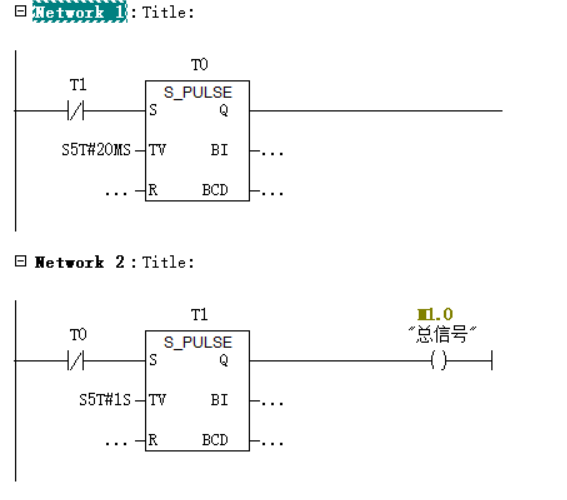 Network 1:Title:
T0
T1
S_PULSE
S Q
S5T#20MS TV BI ...
... R BCD ...
Network 2:Title:
T1
M1.0
T0
"总信号"
S_PULSE
S Q
S5T#1S TV BI ...
... R BCD ...